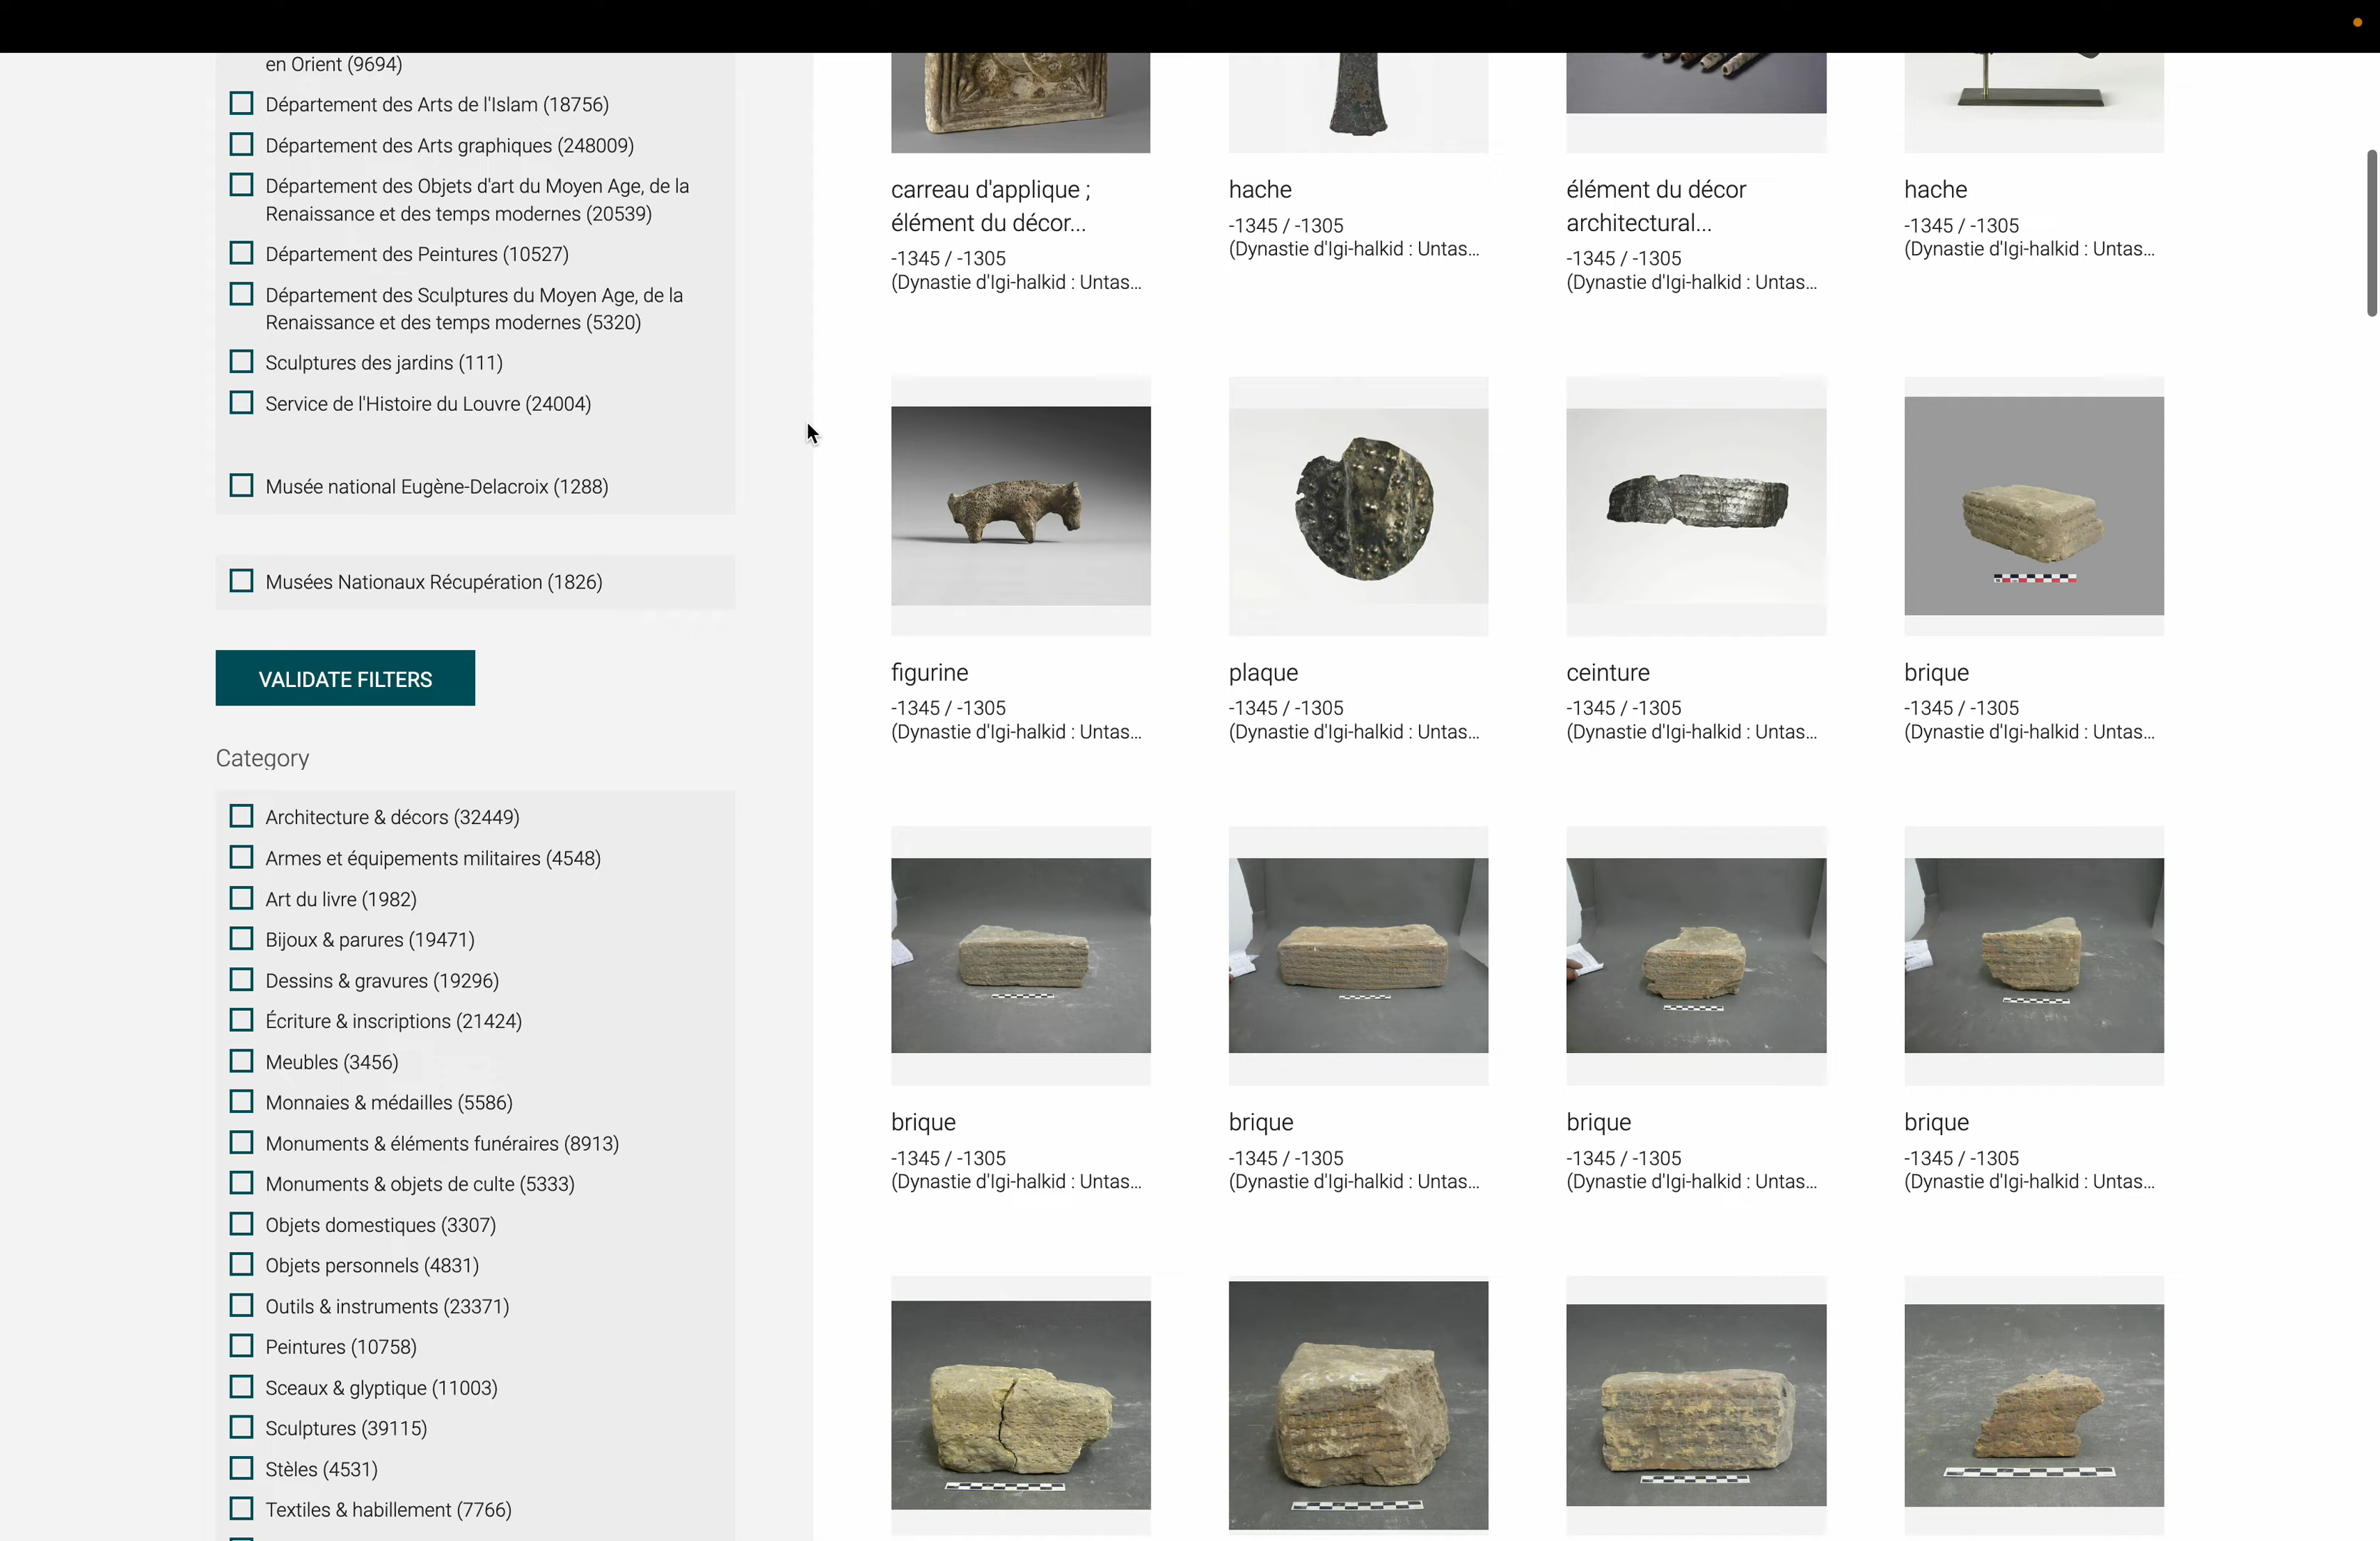 en Orient (9694)
Département des Arts de l'Islam (18756)
Département des Arts graphiques (248009)
Département des Objets d'art du Moyen Age, de la
Renaissance et des temps modernes (20539)
Département des Peintures (10527)
Département des Sculptures du Moyen Age, de la
Renaissance et des temps modernes (5320)
Sculptures des jardins (111)
Service de l'Histoire du Louvre (24004)
Musée national Eugène-Delacroix (1288)
Musées Nationaux Récupération (1826)
VALIDATE FILTERS
Category
Architecture & décors (32449)
Armes et équipements militaires (4548)
Art du livre (1982)
Bijoux & parures (19471)
Dessins & gravures (19296)
Écriture & inscriptions (21424)
Meubles (3456)
Monnaies & médailles (5586)
Monuments & éléments funéraires (8913)
Monuments & objets de culte (5333)
Objets domestiques (3307)
Objets personnels (4831)
Outils & instruments (23371)
Peintures (10758)
Sceaux & glyptique (11003)
Sculptures (39115)
Stèles (4531)
Textiles & habillement (7766)
carreau d'applique ;
élément du décor...
-1345 / -1305
(Dynastie d'Igi-halkid : Untas...
hache
-1345 / -1305
(Dynastie d'Igi-halkid : Untas...
élément du décor
architectural...
-1345 / -1305
(Dynastie d'Igi-halkid : Untas...
hache
-1345 / -1305
(Dynastie d'Igi-halkid : Untas...
figurine
-1345 / -1305
(Dynastie d'Igi-halkid : Untas...
plaque
-1345 / -1305
(Dynastie d'Igi-halkid : Untas...
ceinture
-1345 / -1305
(Dynastie d'Igi-halkid : Untas...
brique
-1345 / -1305
(Dynastie d'Igi-halkid : Untas...
brique
-1345 / -1305
(Dynastie d'Igi-halkid : Untas...
brique
-1345 / -1305
(Dynastie d'Igi-halkid : Untas...
brique
-1345 / -1305
(Dynastie d'Igi-halkid : Untas...
brique
-1345 / -1305
(Dynastie d'Igi-halkid : Untas...